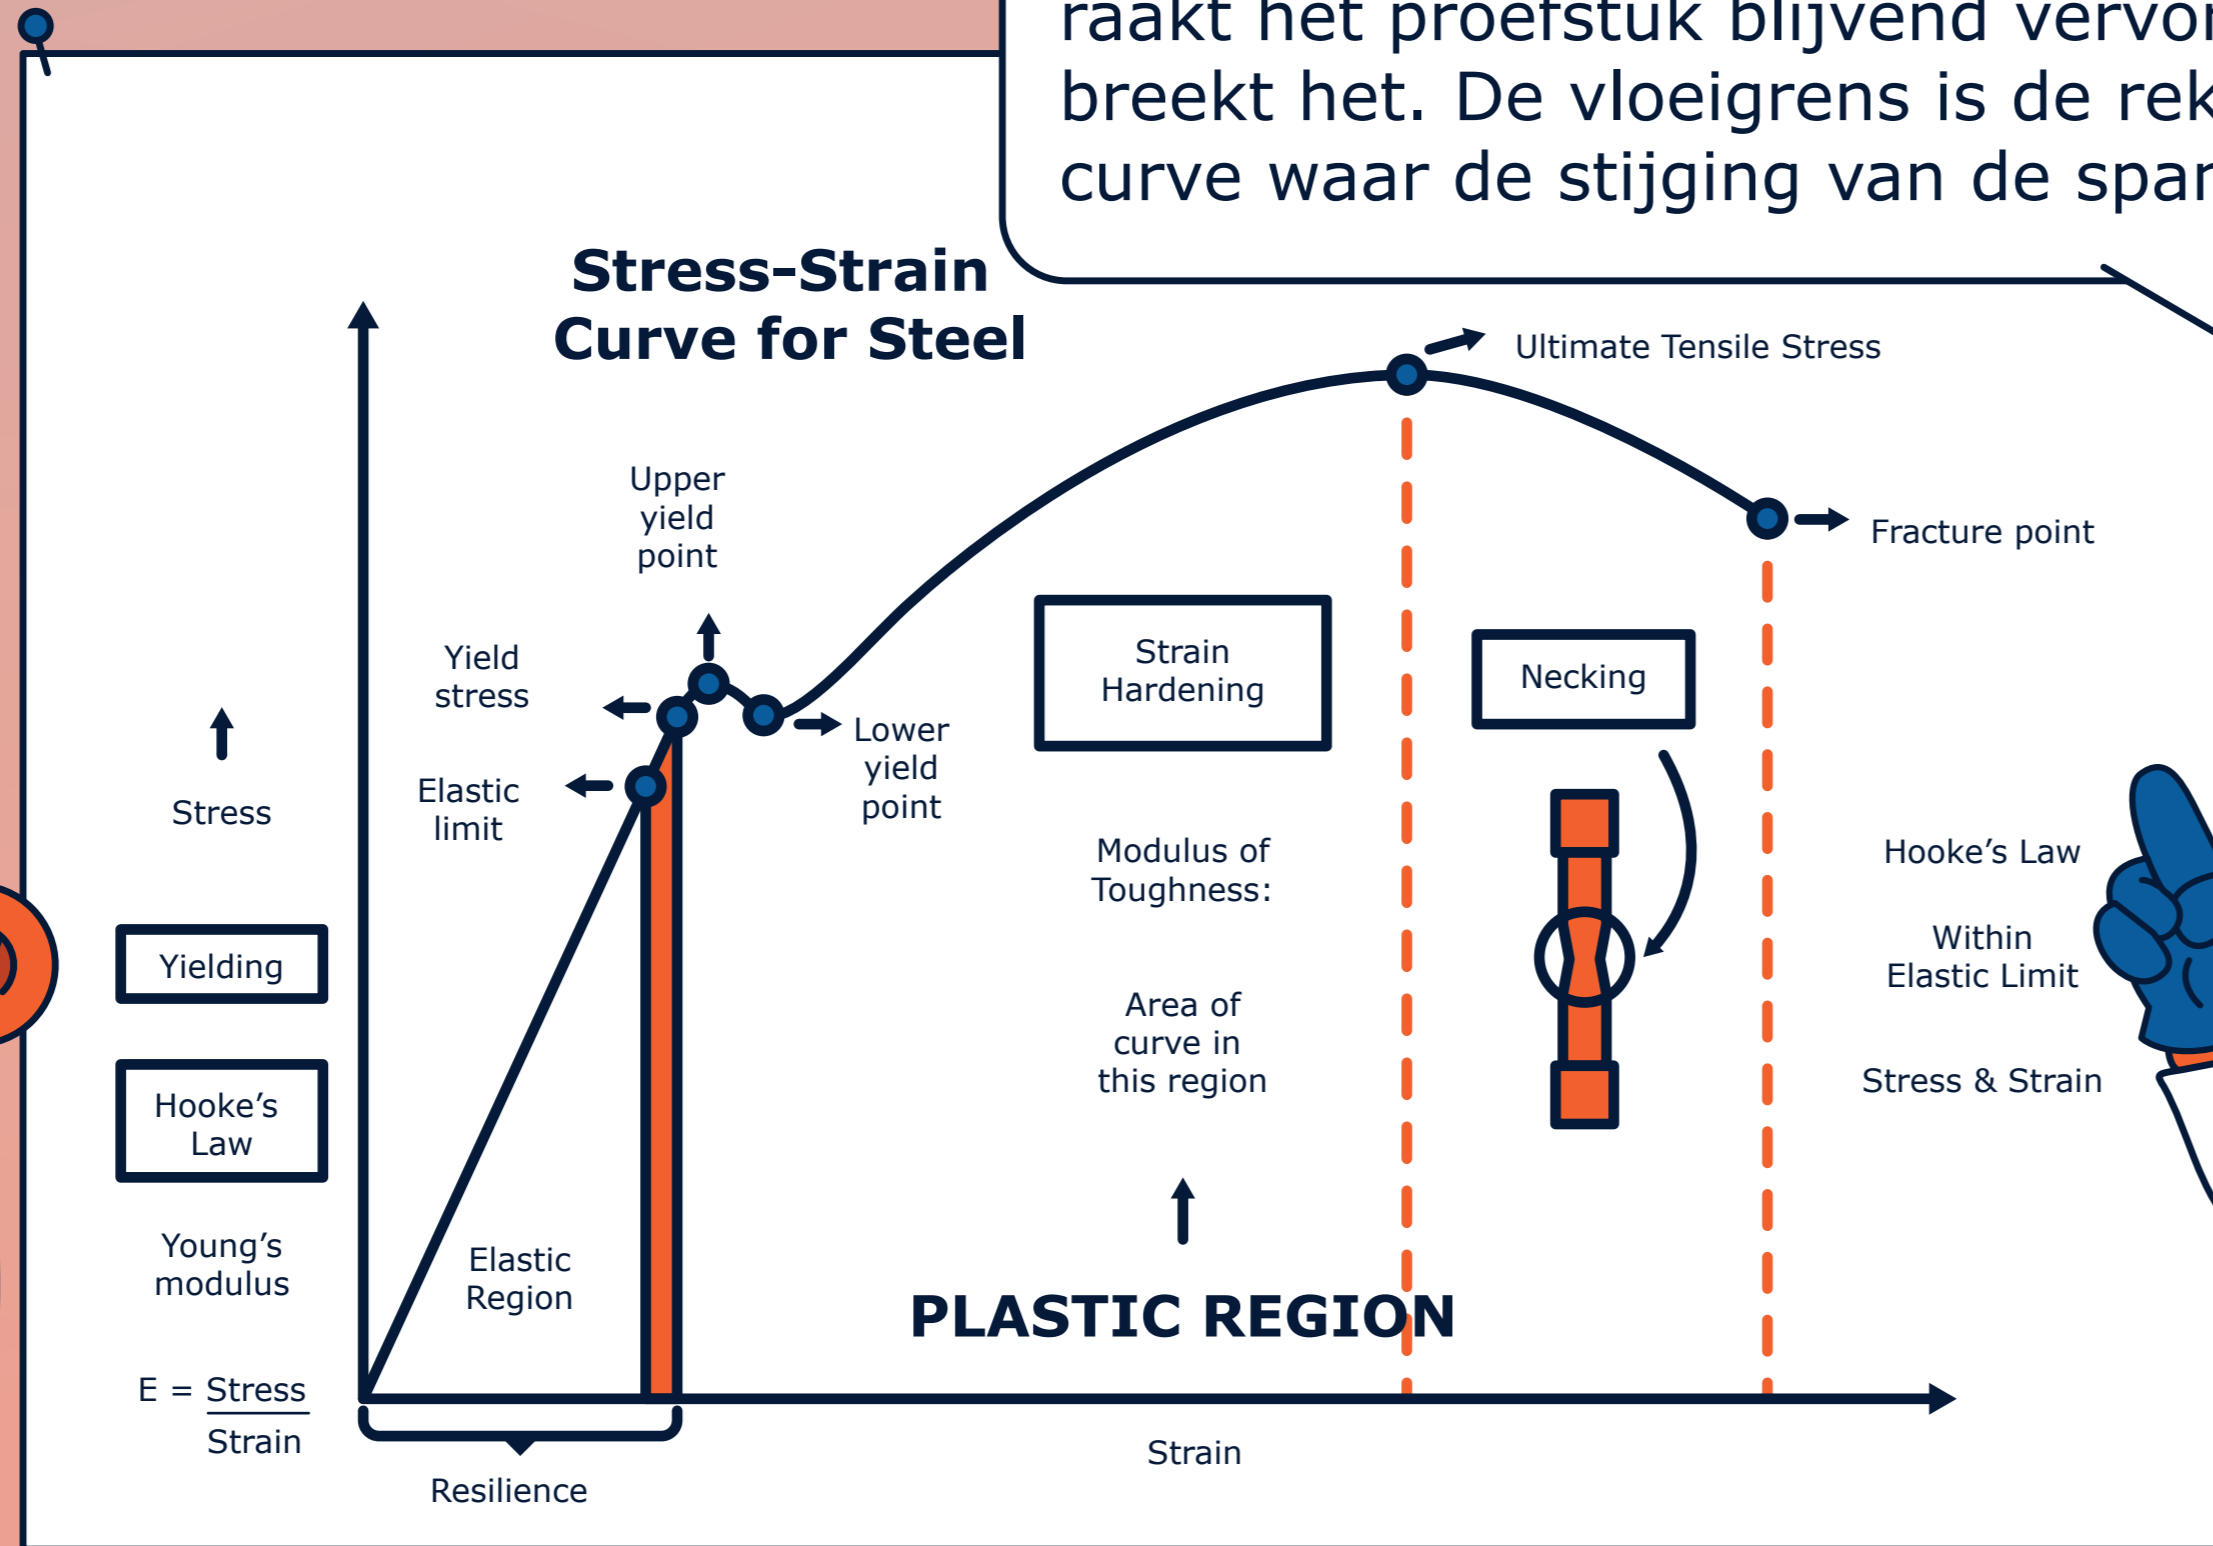 raakt het proefstuk blijvend
breekt het. De vloeigrens is de
curve waar de stijging van de
Stress-Strain
Curve for Steel
Ultimate Tensile Stress
Upper
yield
point
Fracture point
Yield
stress
Strain
Hardening
Necking
Lower
yield
point
Elastic
limit
Stress
Modulus of
Toughness:
Hooke’s Law
Yielding
Within
Elastic Limit
Area of
curve in
this region
Stress & Strain
Hooke’s
Law
Young’s
modulus
Elastic
Region
PLASTIC REGION
E = Stress
Strain
Strain
Resilience